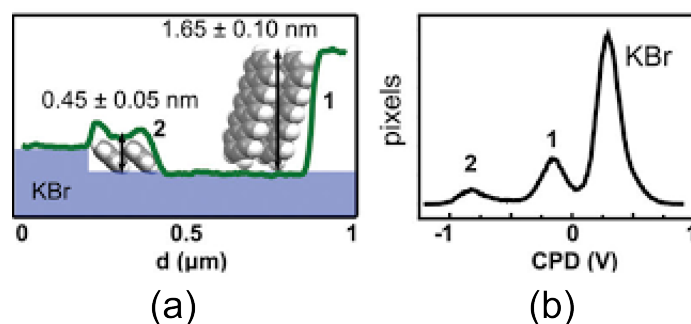 1.65 ± 0.10 nm
1
0.45 ± 0.05 nm
2
KBr
0 0.5 1
d (µm)
(a)
KBr
pixels
1
2
-1 0 1
CPD (V)
(b)